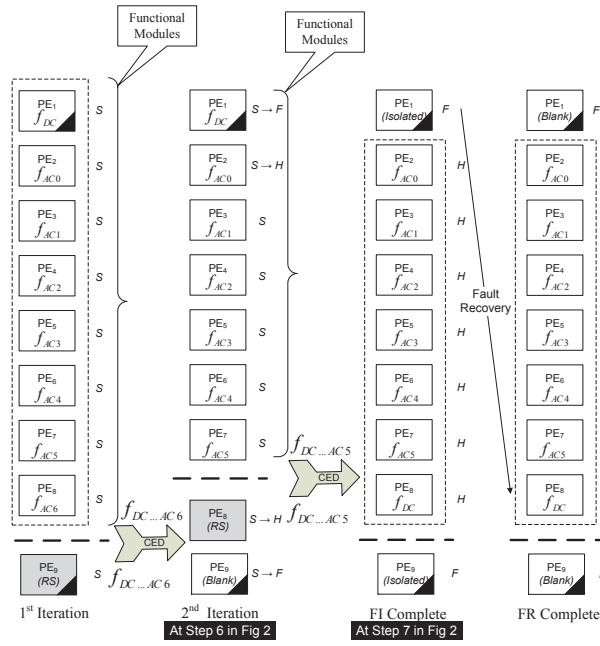 Functional
Modules
Functional
Modules
PE1
fDC
S
PE2
fAC0
S
PE3
fAC1
S
PE4
fAC2
S
PE5
fAC3
S
PE6
fAC4
S
PE7
fAC5
S
PE8
fAC6
S
fDC...AC6
PE9
(RS)
S
fDC...AC6
CED
1st Iteration
PE1
fDC
S→F
PE2
fAC0
S→H
PE3
fAC1
S
PE4
fAC2
S
PE5
fAC3
S
PE6
fAC4
S
PE7
fAC5
S
fDC...AC5
CED
PE8
(RS)
S→H
fDC...AC5
PE9
(Blank)
S→F
2nd Iteration
At Step 6 in Fig 2
PE1
(Isolated)
F
PE2
fAC0
H
PE3
fAC1
H
PE4
fAC2
H
PE5
fAC3
H
PE6
fAC4
H
PE7
fAC5
H
PE8
fDC
H
PE9
(Isolated)
F
FI Complete
At Step 7 in Fig 2
Fault
Recovery
PE1
(Blank)
F
PE2
fAC0
PE3
fAC1
PE4
fAC2
PE5
fAC3
PE6
fAC4
PE7
fAC5
PE8
fDC
PE9
(Blank)
FR Complete